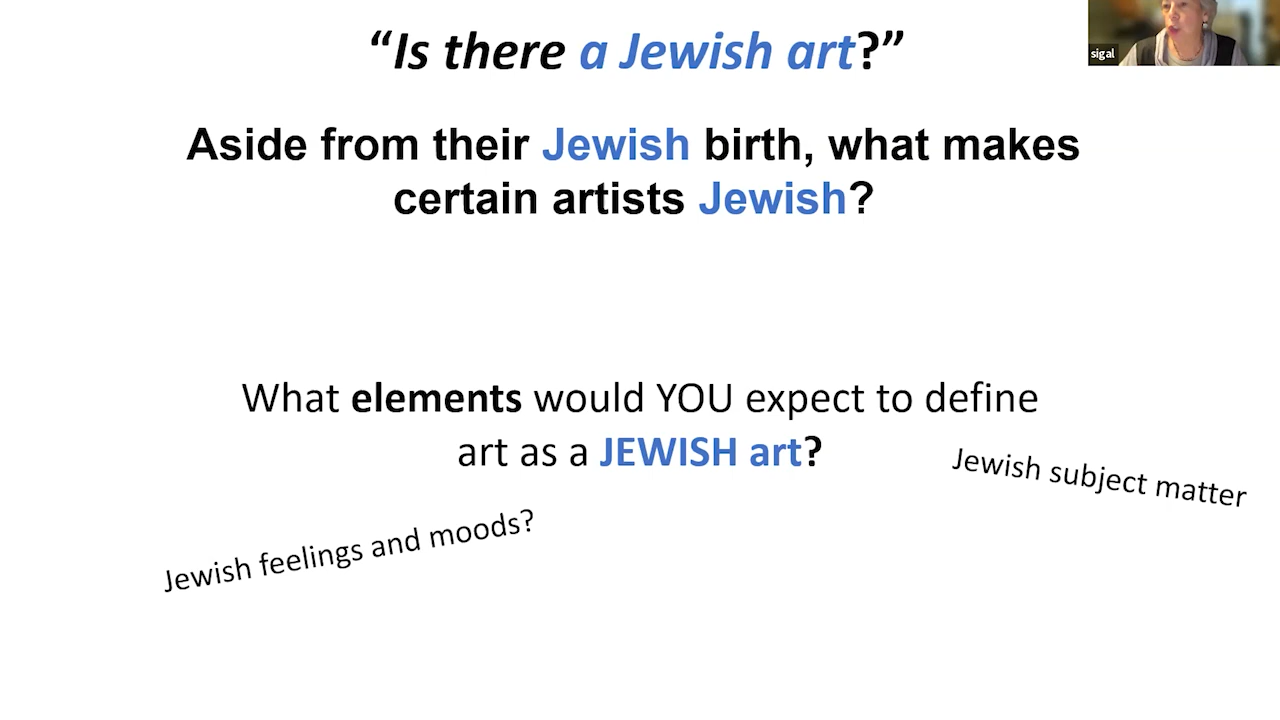 “Is there a Jewish art?”
sigal
Aside from their Jewish birth, what makes
certain artists Jewish?
What elements would YOU expect to define
art as a JEWISH art?
Jewish subject matter
Jewish feelings and moods?